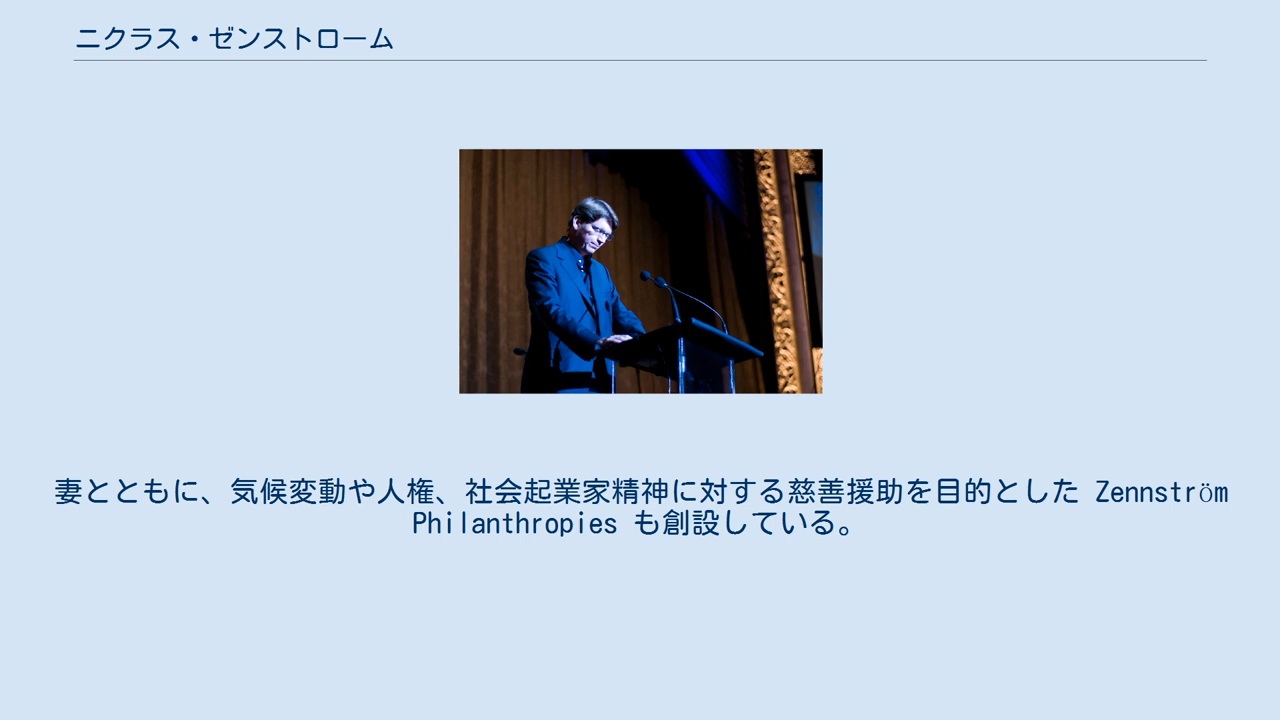 ニクラス・ゼンストローム
妻とともに、気候変動や人権、社会起業家精神に対する慈善援助を目的とした Zennström
Philanthropies も創設している。